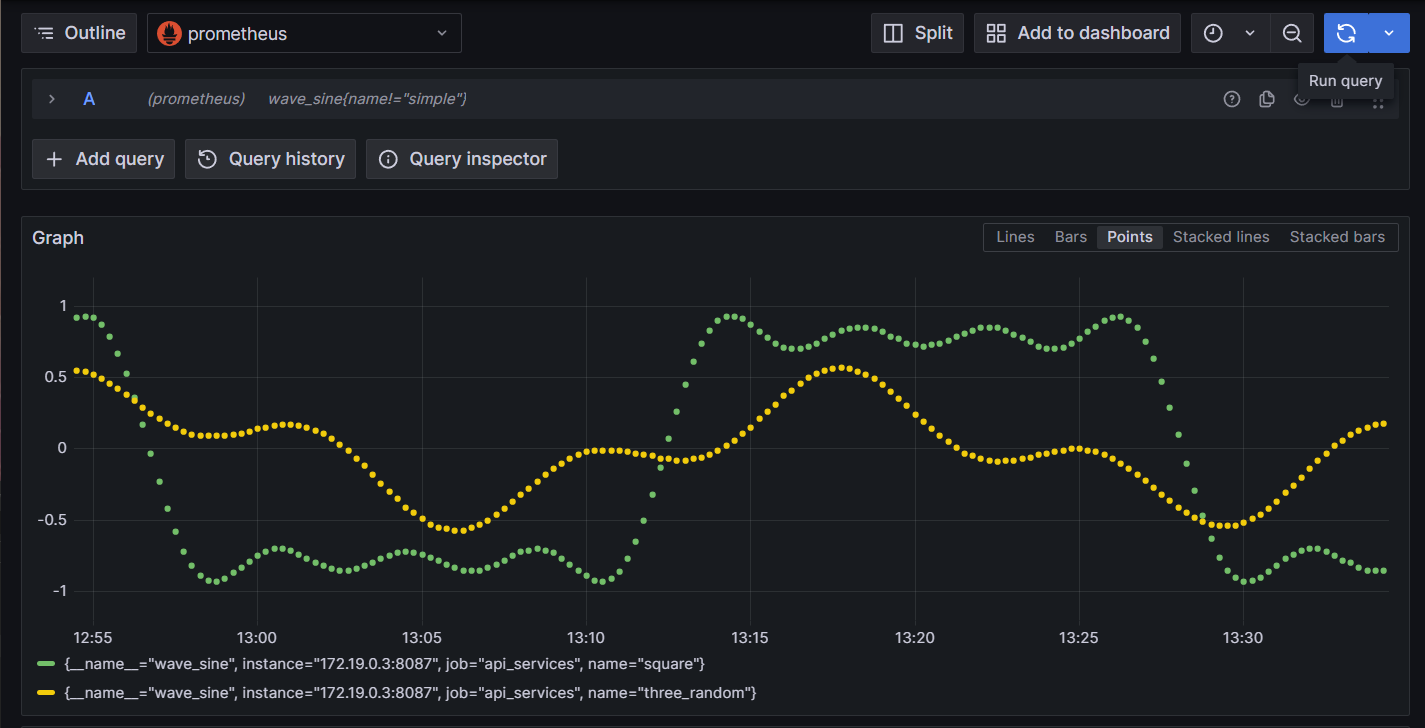 Outline prometheus Split Add to dashboard
Run query
A (prometheus) wave_sine{name!="simple"}
Add query Query history Query inspector
Graph Lines Bars Points Stacked lines Stacked bars
1
0.5
0
-0.5
-1
12:55 13:00 13:05 13:10 13:15 13:20 13:25 13:30
{__name__="wave_sine", instance="172.19.0.3:8087", job="api_services", name="square"}
{__name__="wave_sine", instance="172.19.0.3:8087", job="api_services", name="three_random"}